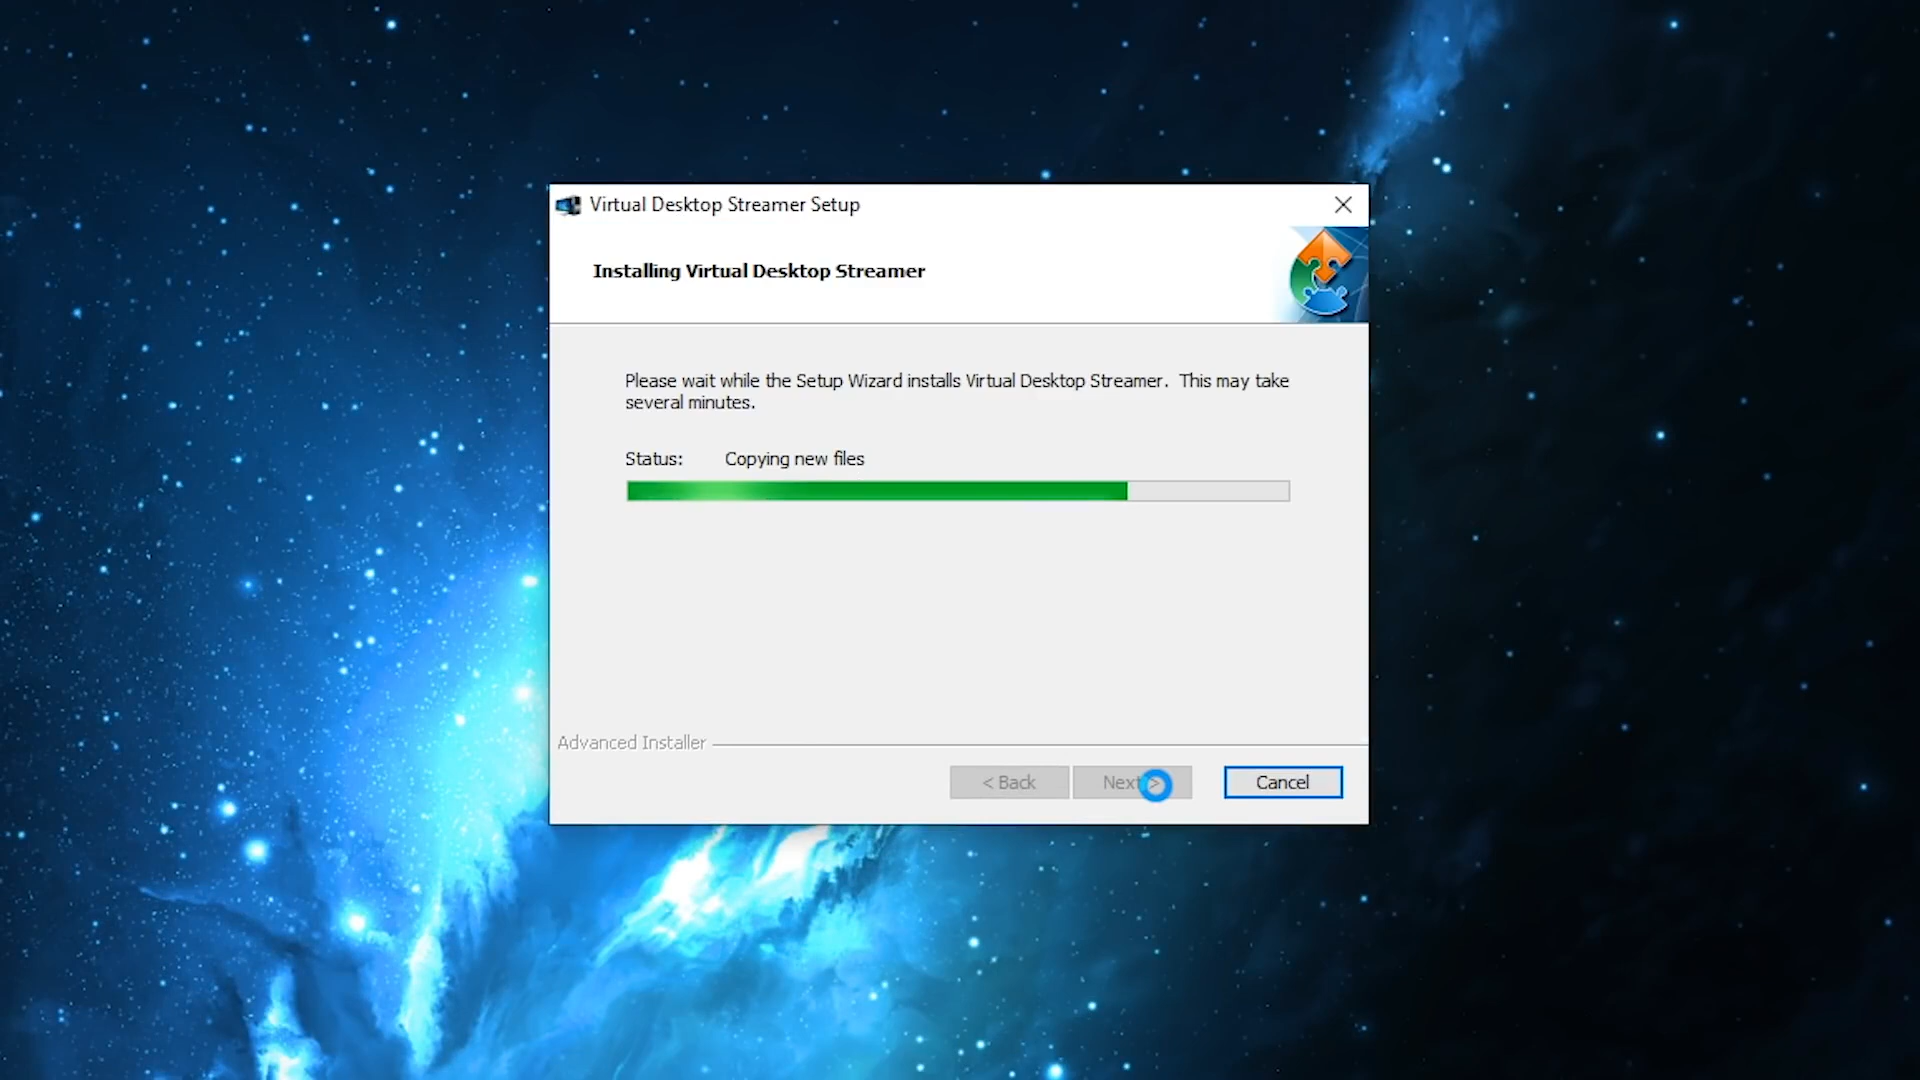 Virtual Desktop Streamer Setup
Installing Virtual Desktop Streamer
Please wait while the Setup Wizard installs Virtual Desktop Streamer. This may take
several minutes.
Status: Copying new files
Advanced Installer
< Back Next > Cancel